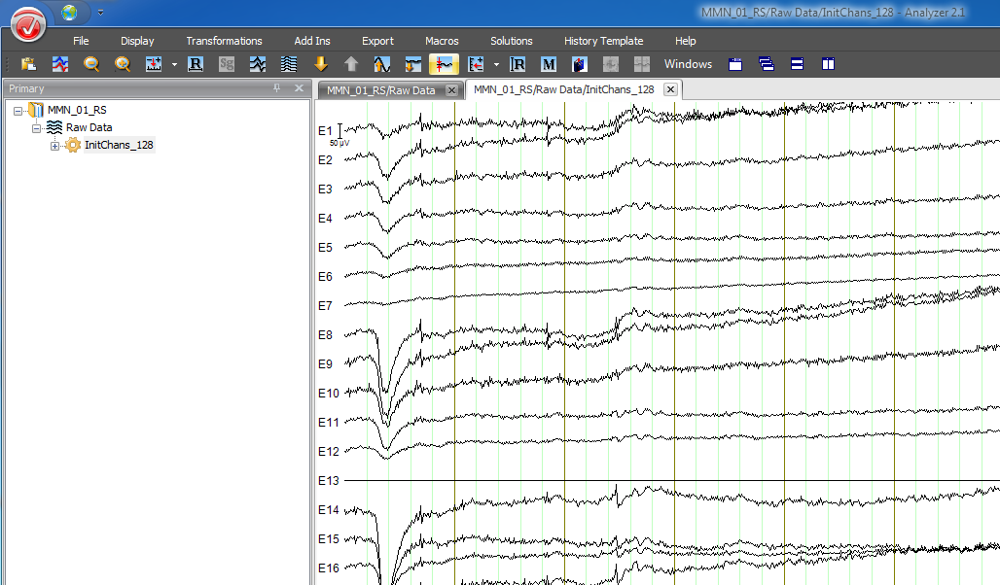 MMN_01_RS/Raw Data/InitChans_128 - Analyzer 2.1
File Display Transformations Add Ins Export Macros Solutions History Template Help
R Sg R M Windows
Primary
MMN_01_RS/Raw Data MMN_01_RS/Raw Data/InitChans_128
MMN_01_RS
Raw Data
InitChans_128
E1
50 µV
E2
E3
E4
E5
E6
E7
E8
E9
E10
E11
E12
E13
E14
E15
E16